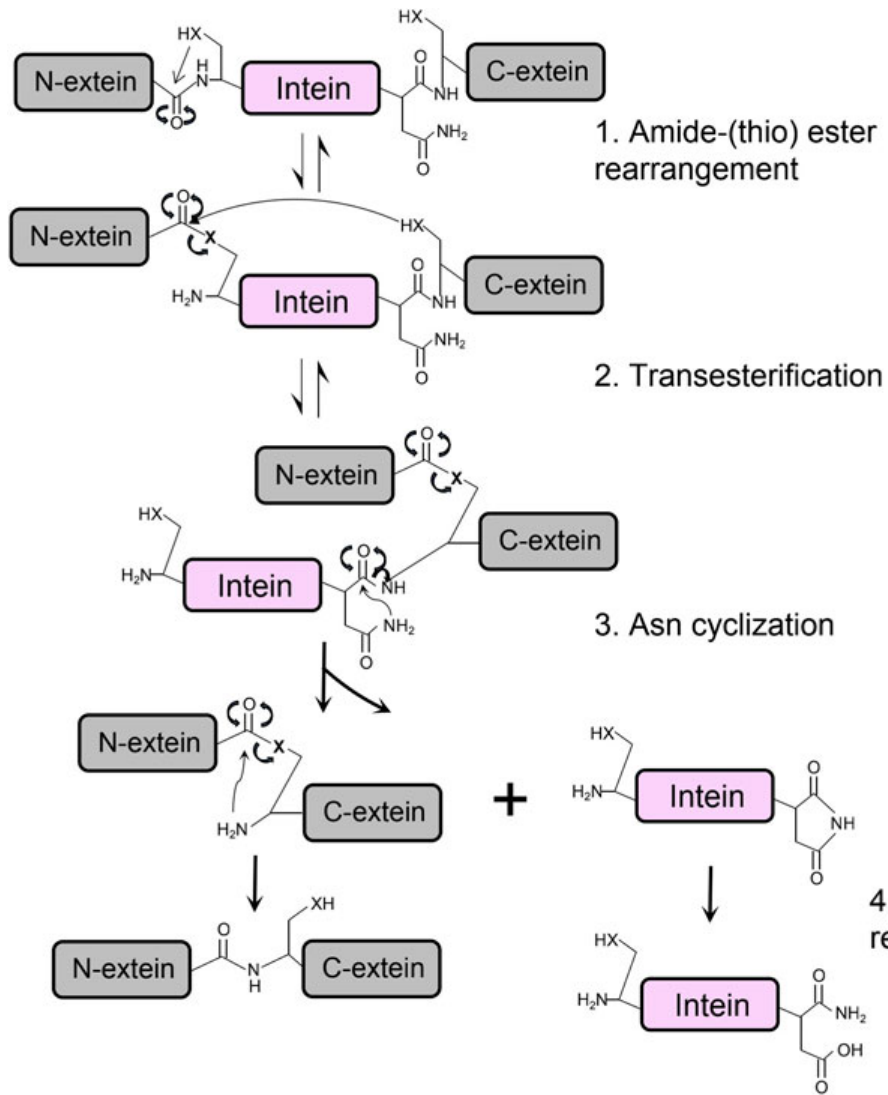 HX
HX
N-extein
O
H
N
Intein
O
NH
C-extein
NH₂
O
1. Amide-(thio) ester
rearrangement
O
N-extein
X
HX
H₂N
Intein
O
NH
C-extein
NH₂
O
2. Transesterification
O
N-extein
X
HX
C-extein
H₂N
Intein
O
NH
NH₂
O
3. Asn cyclization
O
N-extein
X
H₂N
C-extein
+
HX
H₂N
Intein
O
NH
O
XH
O
N-extein
N
H
C-extein
4
HX
H₂N
Intein
O
NH₂
OH
O